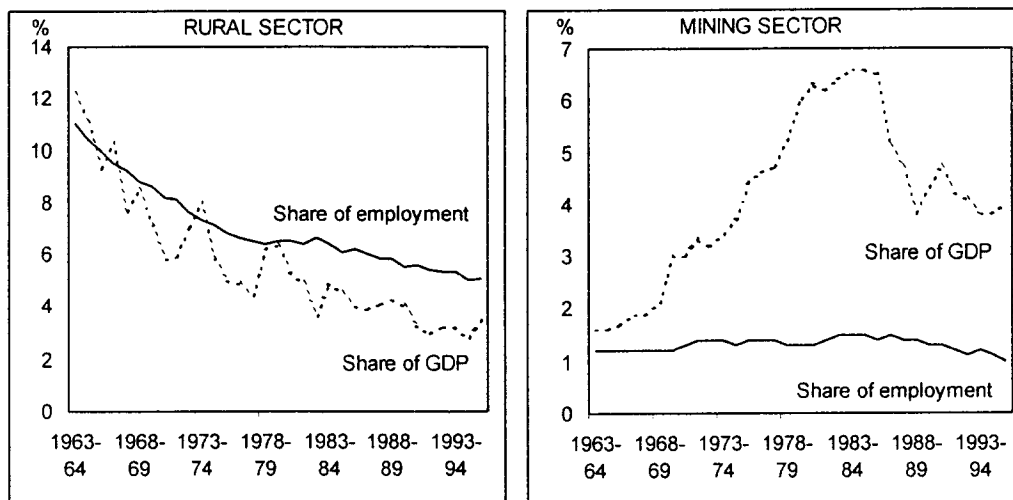 RURAL SECTOR
%
14
12
10
8
6
4
2
0
Share of employment
Share of GDP
1963- 1968- 1973- 1978- 1983- 1988- 1993-
64 69 74 79 84 89 94
MINING SECTOR
%
7
6
5
4
3
2
1
0
Share of GDP
Share of employment
1963- 1968- 1973- 1978- 1983- 1988- 1993-
64 69 74 79 84 89 94